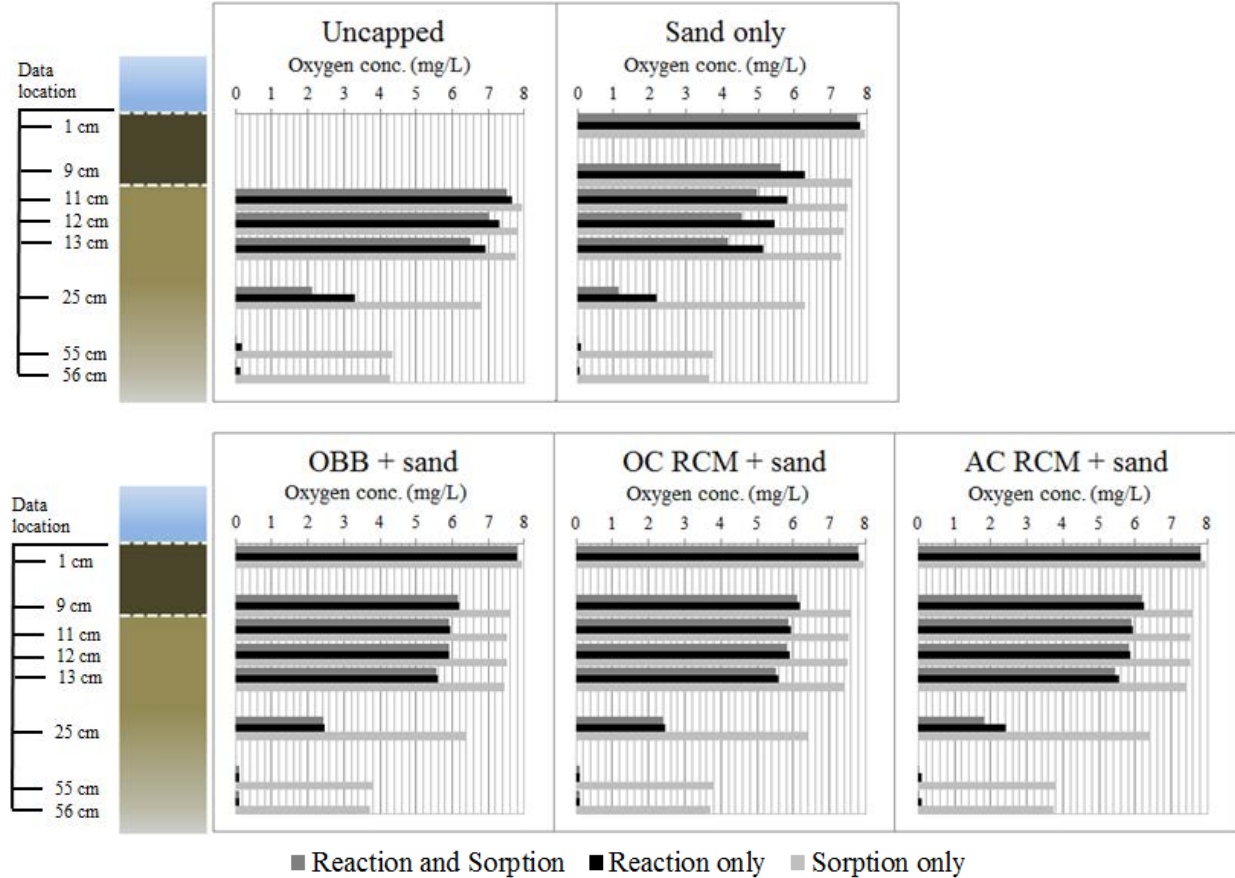 Uncapped
Oxygen conc. (mg/L)
0 1 2 3 4 5 6 7 8
Sand only
Oxygen conc. (mg/L)
0 1 2 3 4 5 6 7 8
Data
location
1 cm
9 cm
11 cm
12 cm
13 cm
25 cm
55 cm
56 cm
OBB + sand
Oxygen conc. (mg/L)
0 1 2 3 4 5 6 7 8
OC RCM + sand
Oxygen conc. (mg/L)
0 1 2 3 4 5 6 7 8
AC RCM + sand
Oxygen conc. (mg/L)
0 1 2 3 4 5 6 7 8
Data
location
1 cm
9 cm
11 cm
12 cm
13 cm
25 cm
55 cm
56 cm
Reaction and Sorption Reaction only Sorption only